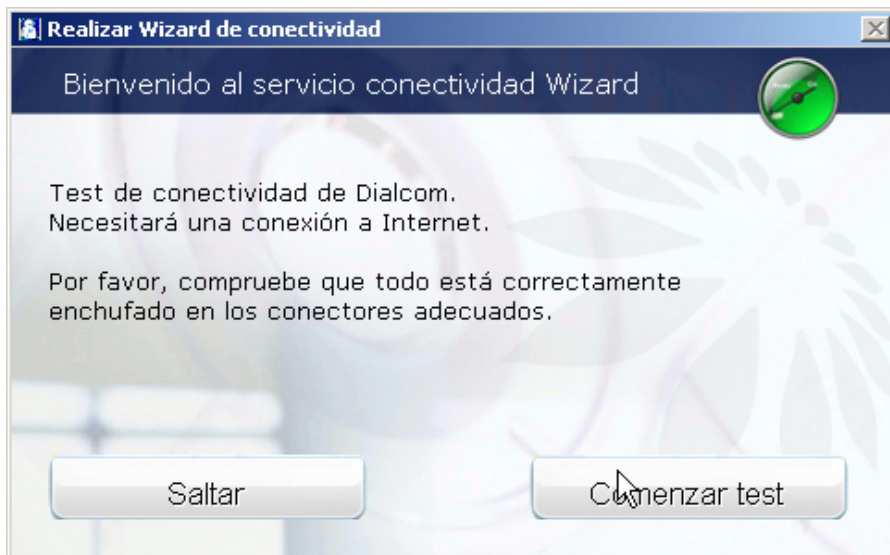 Realizar Wizard de conectividad
Bienvenido al servicio conectividad Wizard
Test de conectividad de Dialcom.
Necesitará una conexión a Internet.
Por favor, compruebe que todo está correctamente
enchufado en los conectores adecuados.
Saltar
Comenzar test